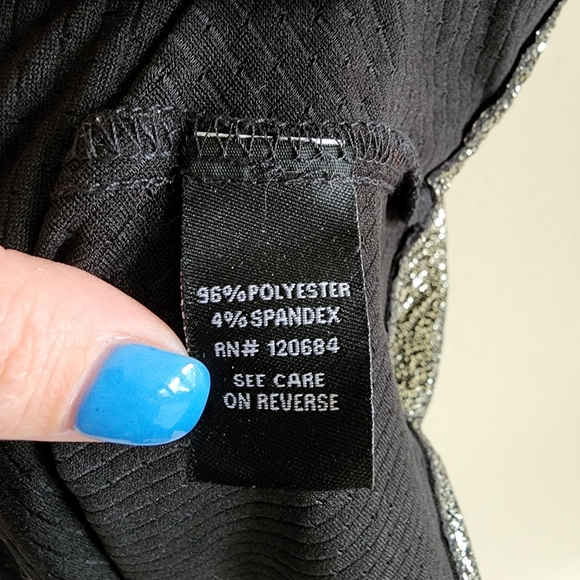 96% POLYESTER
4% SPANDEX
RN# 120684
SEE CARE
ON REVERSE